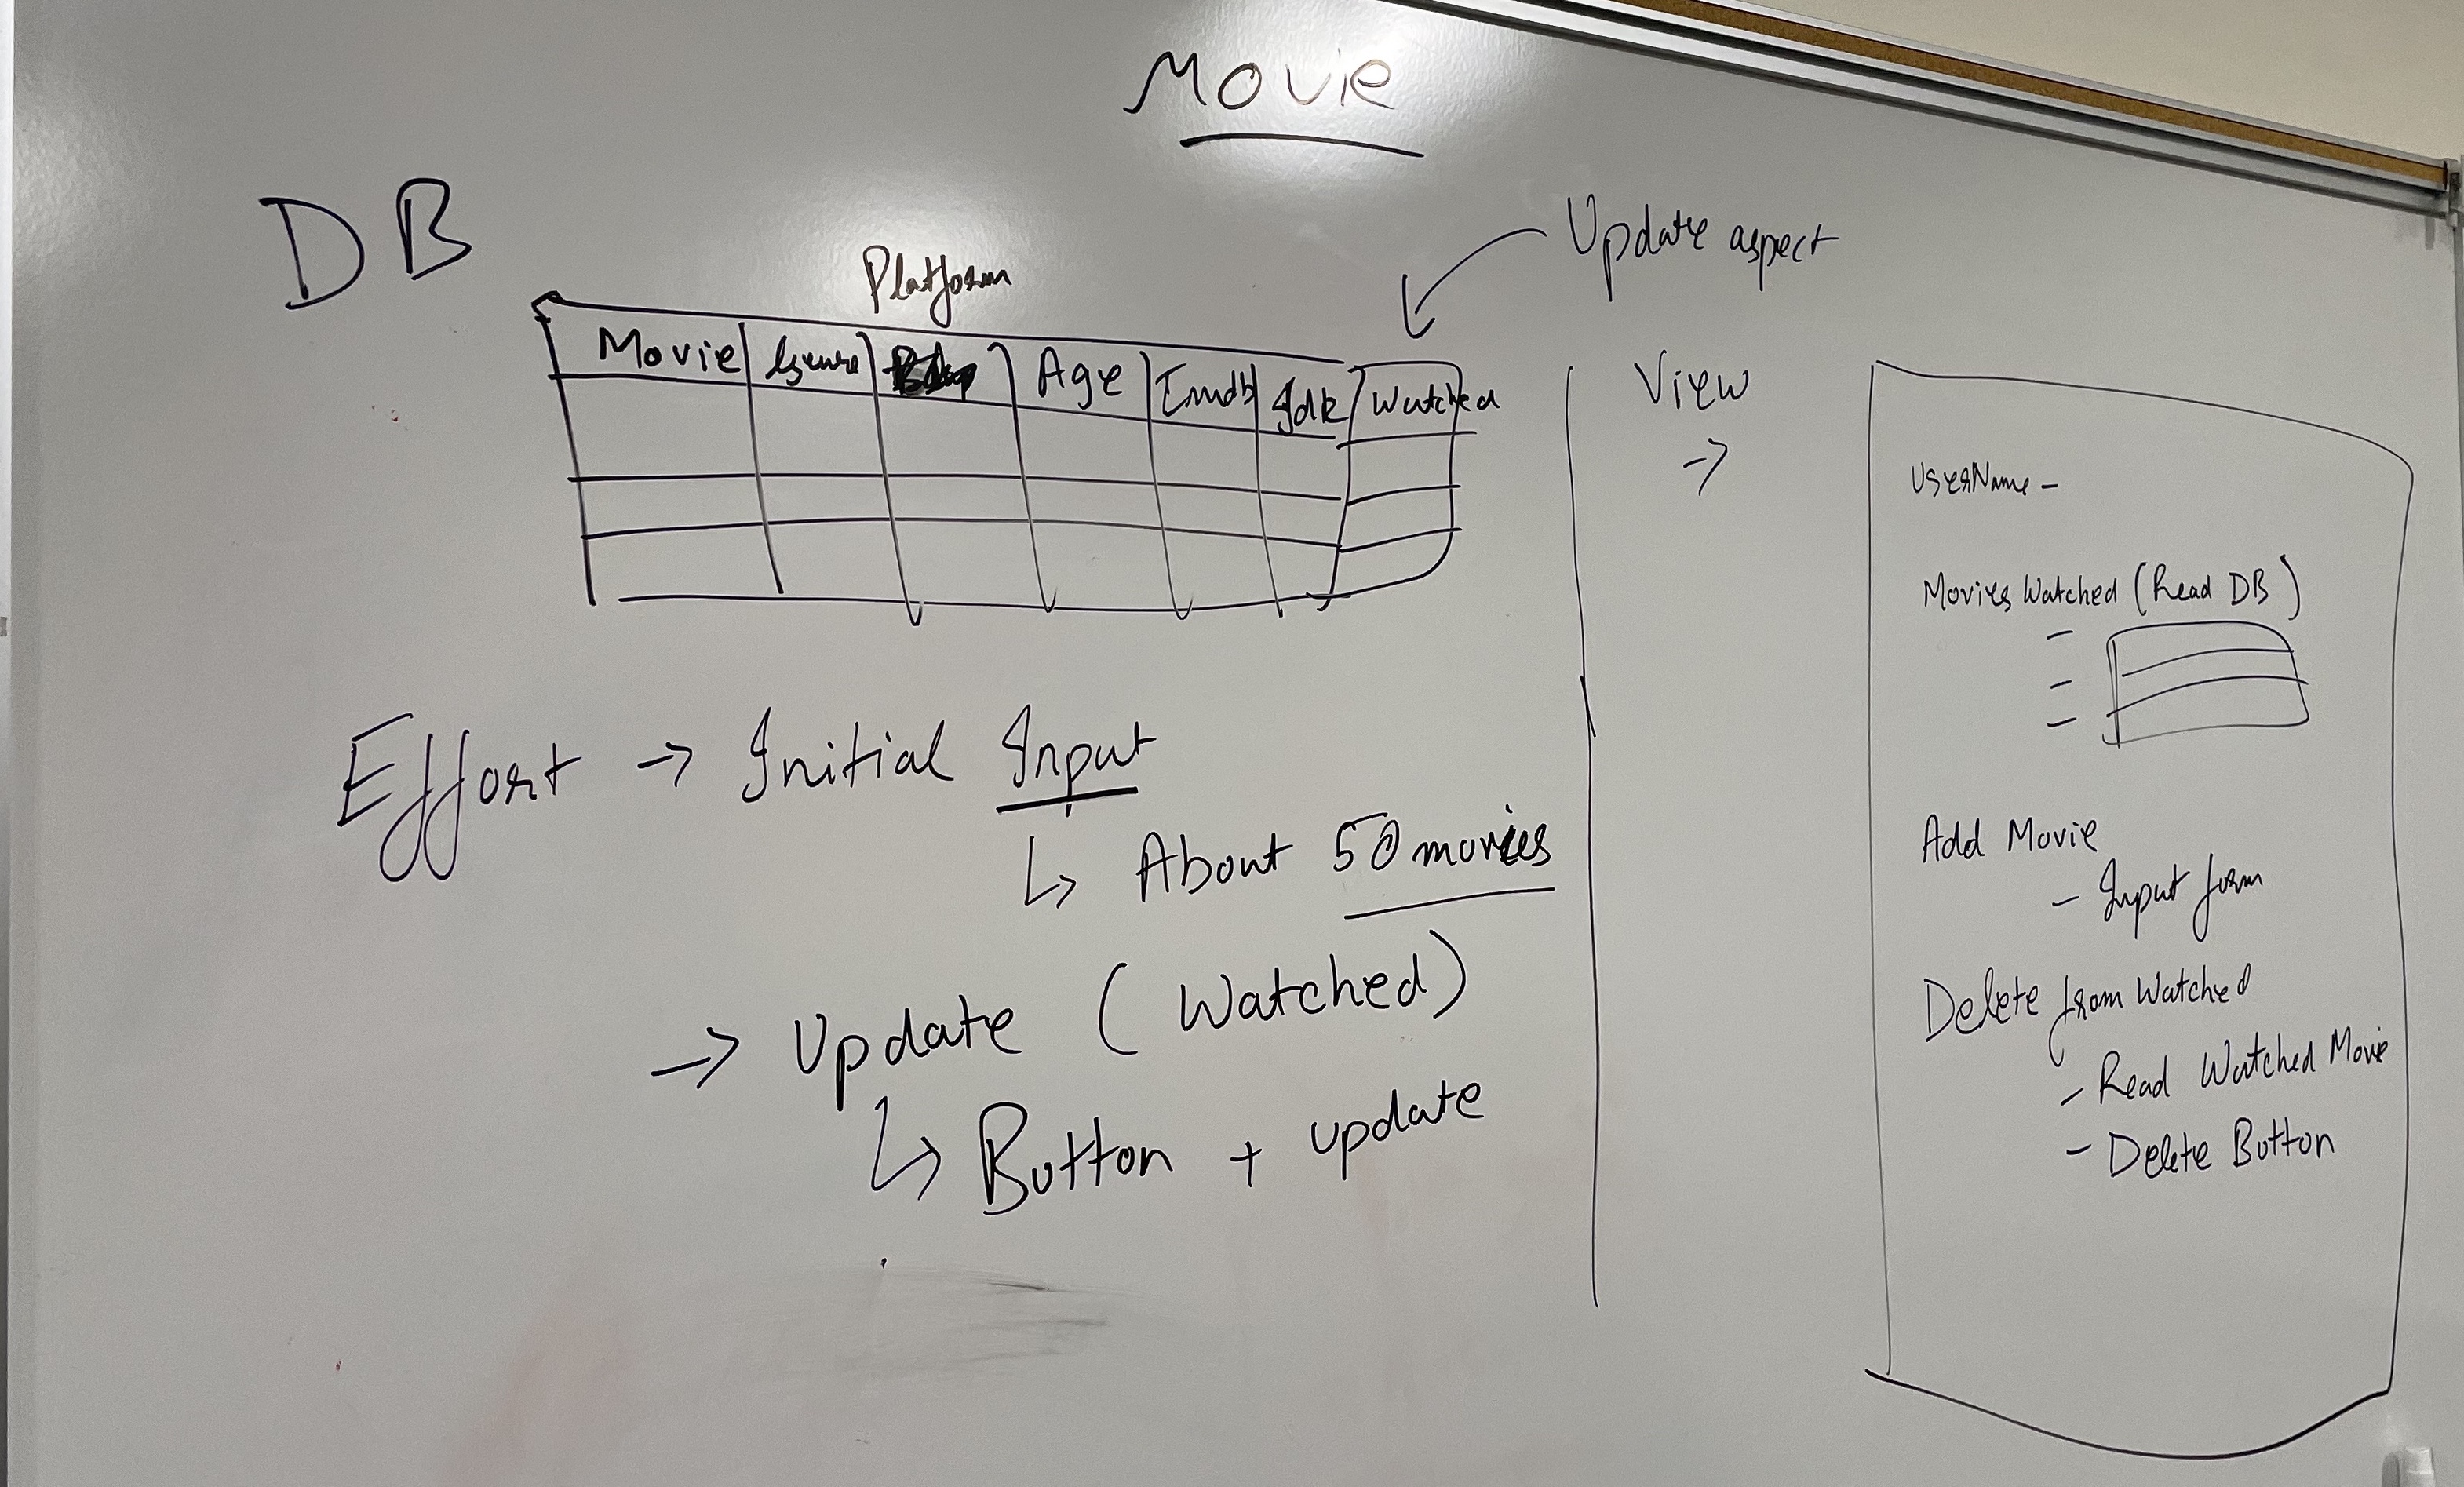 Movie
DB
Platform
Update aspect
Movie Genre Age Imdb Watched
Effort → Initial Input
↳ About 50 movies
→ Update (Watched)
↳ Button + update
View
→
UserName -
Movies Watched (Read DB)
-
-
-
Add Movie
- Input form
Delete from Watched
- Read Watched Movie
- Delete Button